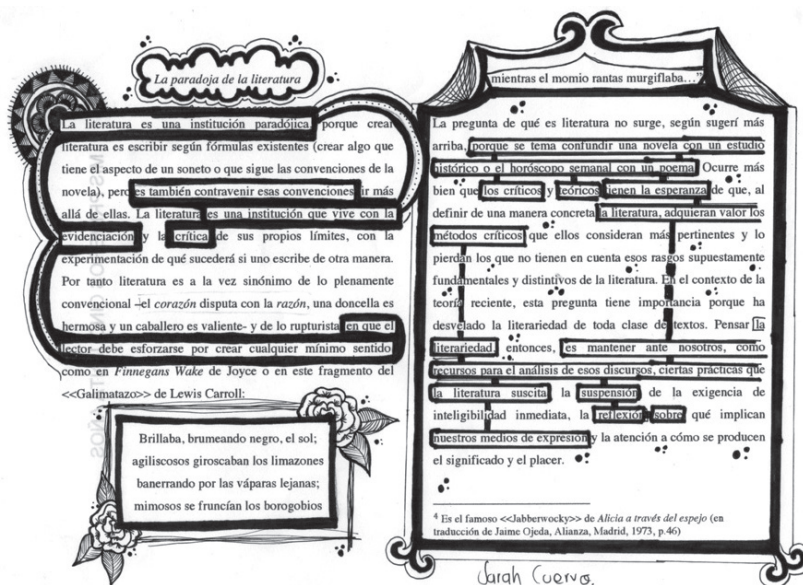 La paradoja de la literatura
La literatura es una institución paradójica porque crear
literatura es escribir según fórmulas existentes (crear algo que
tiene el aspecto de un soneto o que sigue las convenciones de la
novela), pero es también contravenir esas convenciones ir más
allá de ellas. La literatura es una institución que vive con la
evidenciación y la crítica de sus propios límites, con la
experimentación de qué sucederá si uno escribe de otra manera.
Por tanto literatura es a la vez sinónimo de lo plenamente
convencional –el corazón disputa con la razón, una doncella es
hermosa y un caballero es valiente- y de lo rupturista en que el
lector debe esforzarse por crear cualquier mínimo sentido
como en Finnegans Wake de Joyce o en este fragmento del
<<Galimatazo>> de Lewis Carroll:
Brillaba, brumeando negro, el sol;
agiliscosos giroscaban los limazones
banerrando por las váparas lejanas;
mimosos se fruncían los borogobios
mientras el momio rantas murgiflaba…”
La pregunta de qué es literatura no surge, según sugerí más
arriba, porque se tema confundir una novela con un estudio
histórico o el horóscopo semanal con un poema. Ocurre más
bien que los críticos y teóricos tienen la esperanza de que, al
definir de una manera concreta la literatura, adquieran valor los
métodos críticos que ellos consideran más pertinentes y lo
pierdan los que no tienen en cuenta esos rasgos supuestamente
fundamentales y distintivos de la literatura. En el contexto de la
teoría reciente, esta pregunta tiene importancia porque ha
desvelado la literariedad de toda clase de textos. Pensar la
literariedad entonces, es mantener ante nosotros, como
recursos para el análisis de esos discursos, ciertas prácticas que
la literatura suscita la suspensión de la exigencia de
inteligibilidad inmediata, la reflexión sobre qué implican
nuestros medios de expresión y la atención a cómo se producen
el significado y el placer.
4 Es el famoso <<Jabberwocky>> de Alicia a través del espejo (en
traducción de Jaime Ojeda, Alianza, Madrid, 1973, p.46)
Sarah Cuervo.